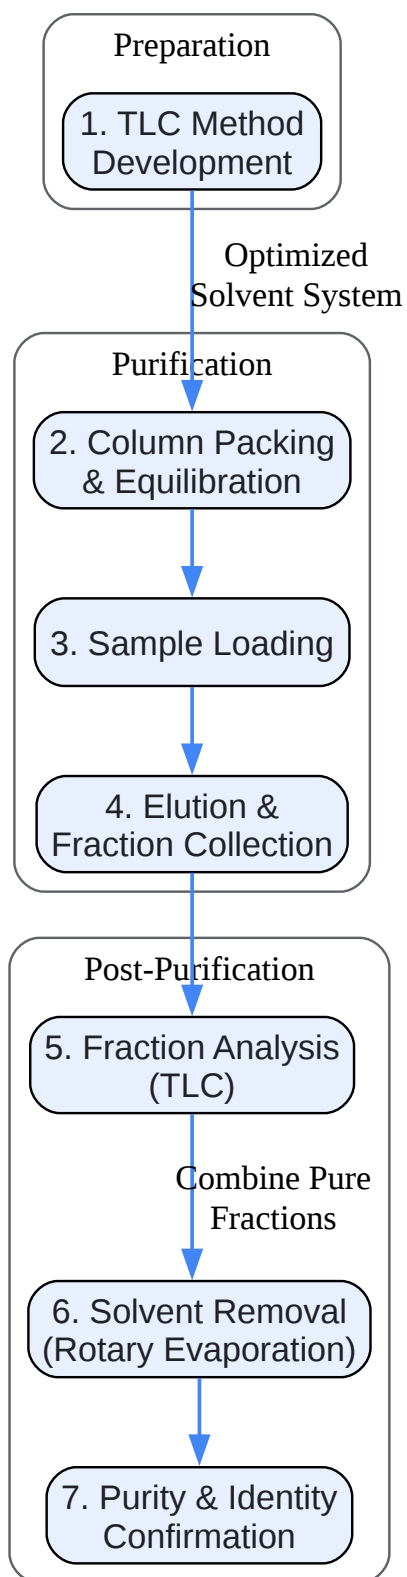 Preparation
1. TLC Method
Development
Optimized
Solvent System
Purification
2. Column Packing
& Equilibration
3. Sample Loading
4. Elution &
Fraction Collection
Post-Purification
5. Fraction Analysis
(TLC)
Combine Pure
Fractions
6. Solvent Removal
(Rotary Evaporation)
7. Purity & Identity
Confirmation